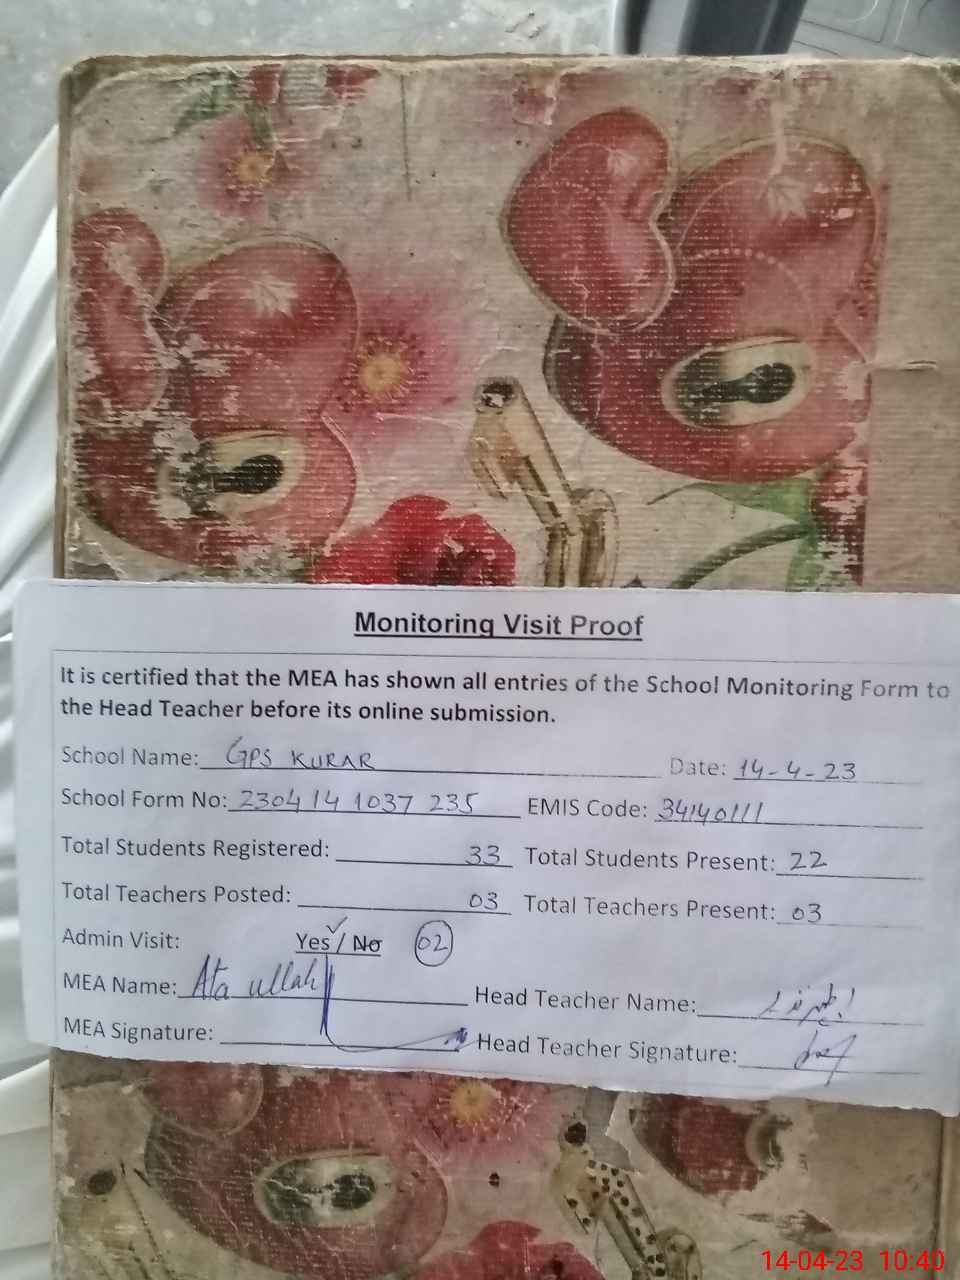 Monitoring Visit Proof
It is certified that the MEA has shown all entries of the School Monitoring Form to
the Head Teacher before its online submission.
School Name: GPS KURAR Date: 14-4-23
School Form No: 2304141037235 EMIS Code: 34140111
Total Students Registered: 33 Total Students Present: 22
Total Teachers Posted: 03 Total Teachers Present: 03
Admin Visit: Yes / No 02
MEA Name: Ata ullah Head Teacher Name:
MEA Signature: Head Teacher Signature:
14-04-23 10:40